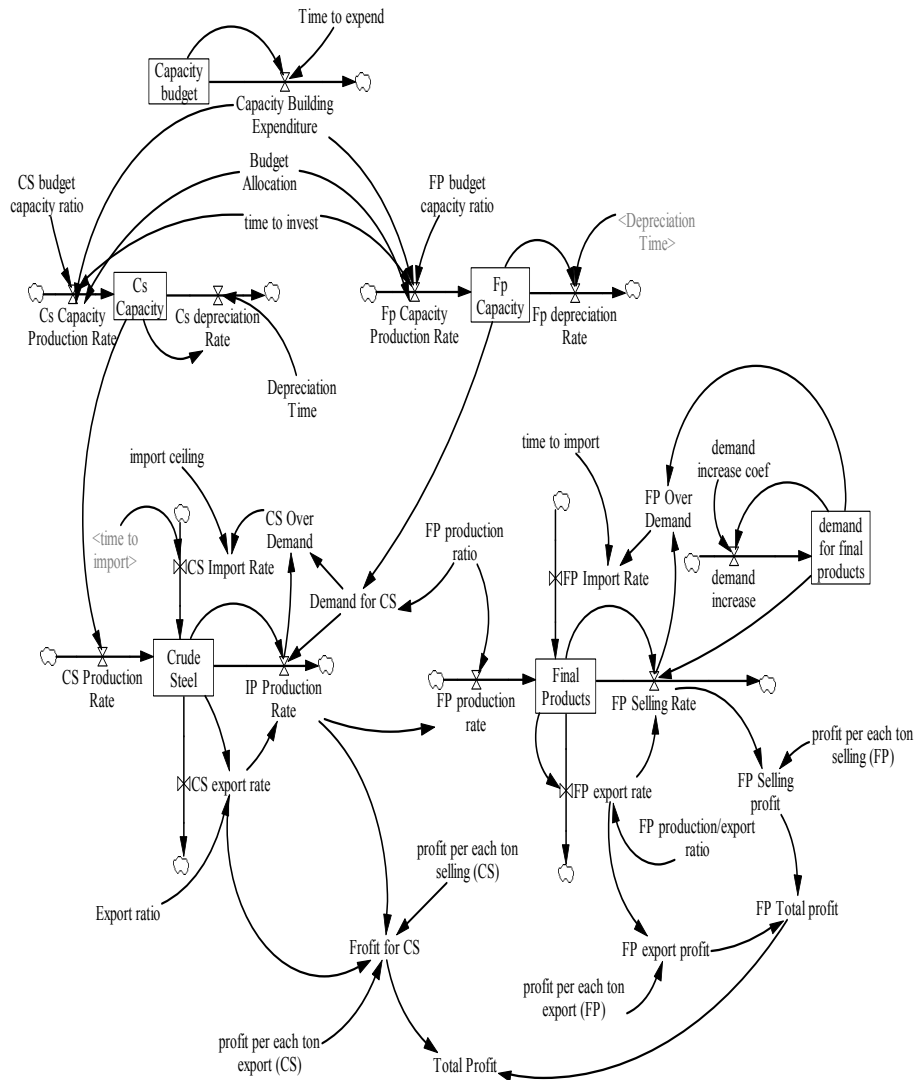 Time to expend
Capacity
budget
Capacity Building
Expenditure
CS budget
capacity ratio
Budget
Allocation
FP budget
capacity ratio
time to invest
<Depreciation
Time>
Cs
Capacity
Cs Capacity
Production Rate
Cs depreciation
Rate
Fp Capacity
Production Rate
Fp
Capacity
Fp depreciation
Rate
Depreciation
Time
import ceiling
time to import
demand
increase coef
<time to
import>
CS Over
Demand
CS Import Rate
FP production
ratio
FP Over
Demand
FP Import Rate
demand
increase
demand
for final
products
Demand for CS
CS Production
Rate
Crude
Steel
IP Production
Rate
FP production
rate
Final
Products
FP Selling Rate
CS export rate
FP export rate
FP Selling
profit
profit per each ton
selling (FP)
FP production/export
ratio
profit per each ton
selling (CS)
Export ratio
Frofit for CS
FP export profit
FP Total profit
profit per each ton
export (FP)
profit per each ton
export (CS)
Total Profit